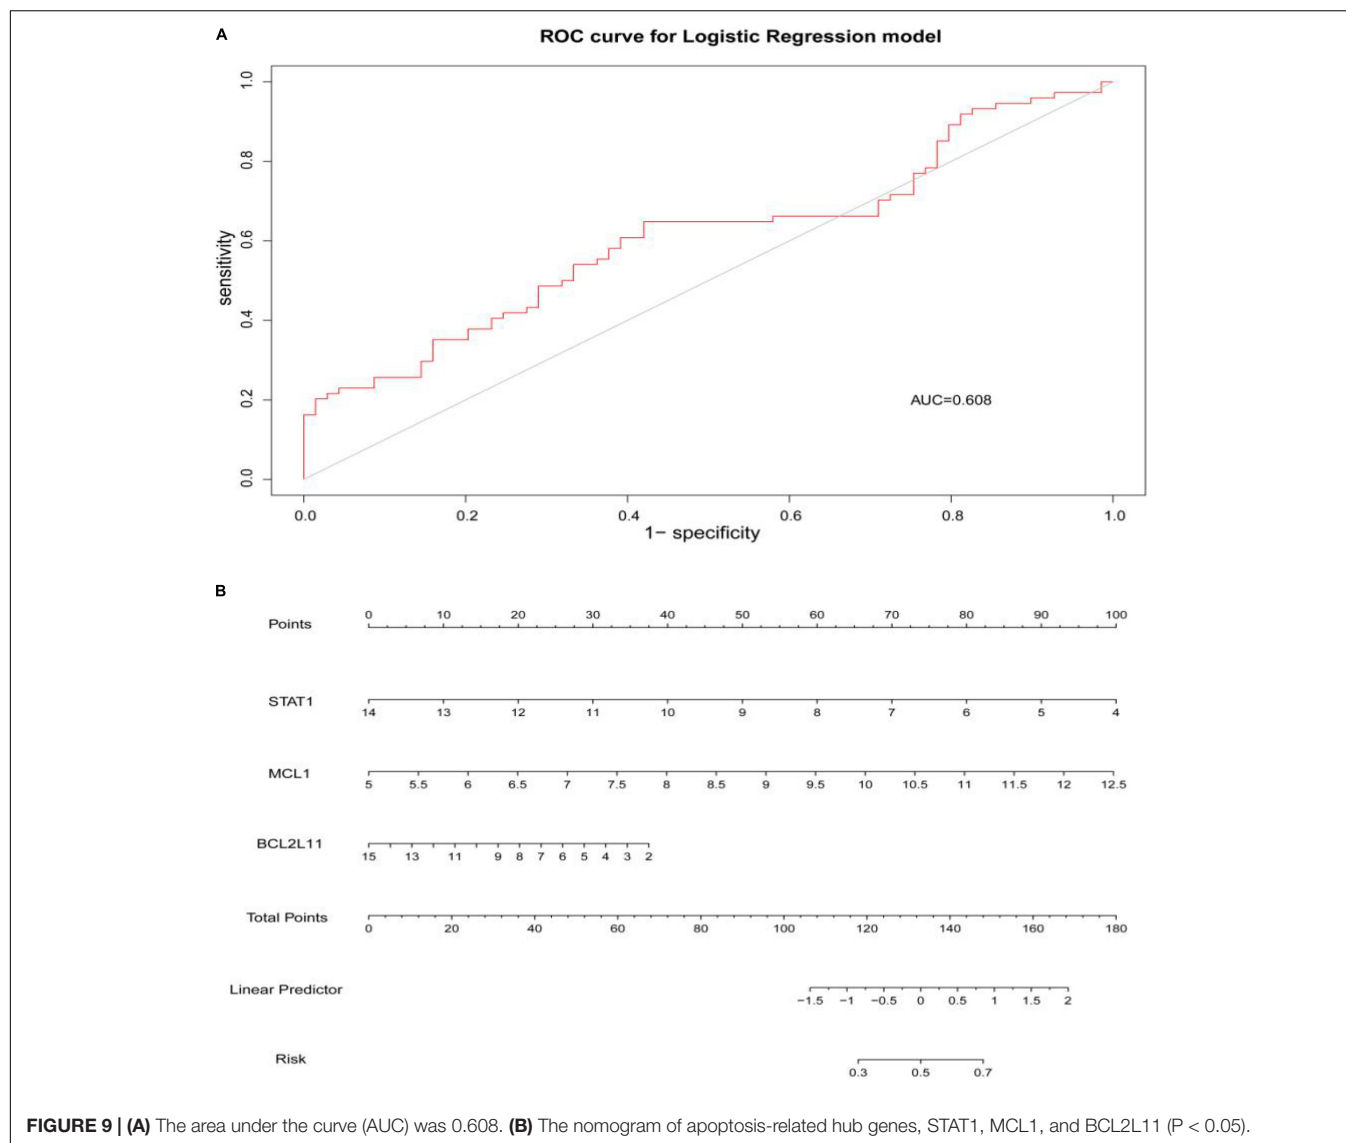 A
ROC curve for Logistic Regression model
1.0
0.8
0.6
0.4
0.2
0.0
sensitivity
AUC=0.608
0.0 0.2 0.4 0.6 0.8 1.0
1− specificity
B
Points
0 10 20 30 40 50 60 70 80 90 100
STAT1
14 13 12 11 10 9 8 7 6 5 4
MCL1
5 5.5 6 6.5 7 7.5 8 8.5 9 9.5 10 10.5 11 11.5 12 12.5
BCL2L11
15 13 11 9 8 7 6 5 4 3 2
Total Points
0 20 40 60 80 100 120 140 160 180
Linear Predictor
−1.5 −1 −0.5 0 0.5 1 1.5 2
Risk
0.3 0.5 0.7
FIGURE 9 | (A) The area under the curve (AUC) was 0.608. (B) The nomogram of apoptosis-related hub genes, STAT1, MCL1, and BCL2L11 (P < 0.05).